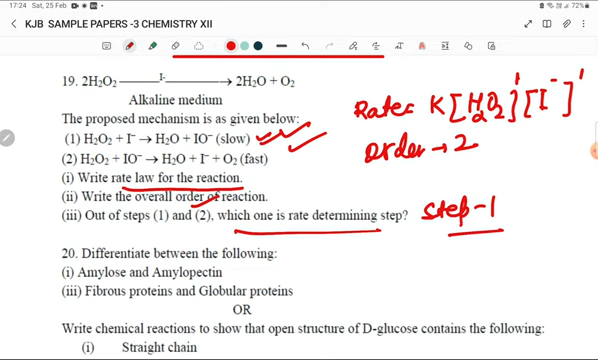 17:24 Sat, 25 Feb
72%
KJB SAMPLE PAPERS -3 CHEMISTRY XII
19. 2H₂O₂ —I⁻→ 2H₂O + O₂
Alkaline medium
The proposed mechanism is as given below:
(1) H₂O₂ + I⁻ → H₂O + IO⁻ (slow)
(2) H₂O₂ + IO⁻ → H₂O + I⁻ + O₂ (fast)
(i) Write rate law for the reaction.
(ii) Write the overall order of reaction.
(iii) Out of steps (1) and (2), which one is rate determining step?
Rate= K[H₂O₂]¹[I⁻]¹
Order → 2
Step-1
20. Differentiate between the following:
(i) Amylose and Amylopectin
(iii) Fibrous proteins and Globular proteins
OR
Write chemical reactions to show that open structure of D-glucose contains the following:
(i) Straight chain